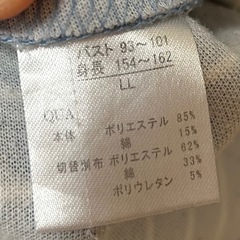 バスト 93～101
身長 154～162
LL
QUA
本体 ポリエステル 85%
綿 15%
切替別布 ポリエステル 62%
綿 33%
ポリウレタン 5%